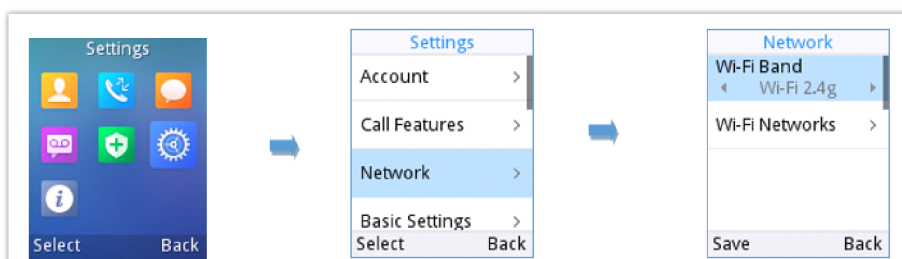 Settings
Select Back
Settings
Account
Call Features
Network
Basic Settings
Select Back
Network
Wi-Fi Band
Wi-Fi 2.4g
Wi-Fi Networks
Save Back